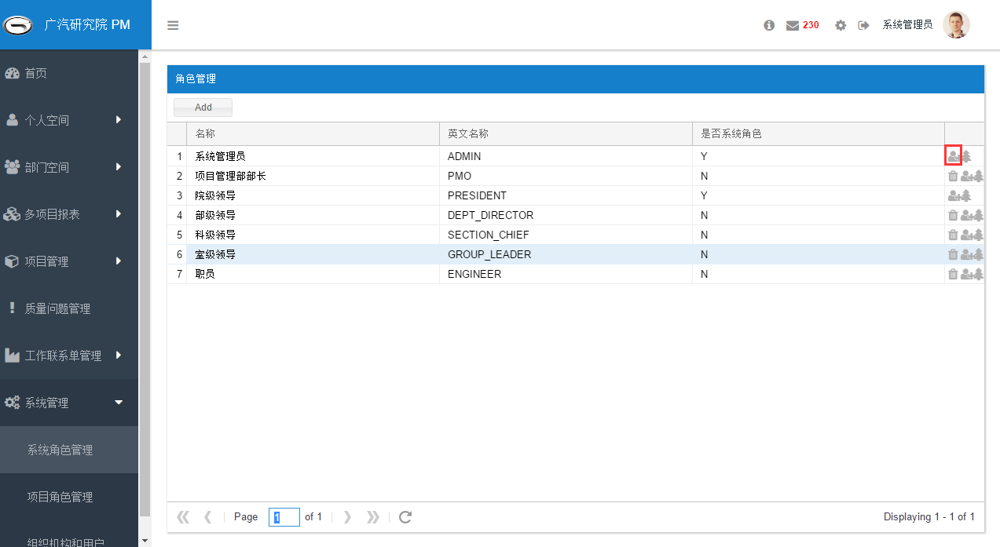 广汽研究院 PM
230
系统管理员
首页
个人空间
部门空间
多项目报表
项目管理
质量问题管理
工作联系单管理
系统管理
系统角色管理
项目角色管理
组织机构和用户
角色管理
Add
名称 英文名称 是否系统角色
1 系统管理员 ADMIN Y
2 项目管理部部长 PMO N
3 院级领导 PRESIDENT Y
4 部级领导 DEPT_DIRECTOR N
5 科级领导 SECTION_CHIEF N
6 室级领导 GROUP_LEADER N
7 职员 ENGINEER N
Page 1 of 1 Displaying 1 - 1 of 1